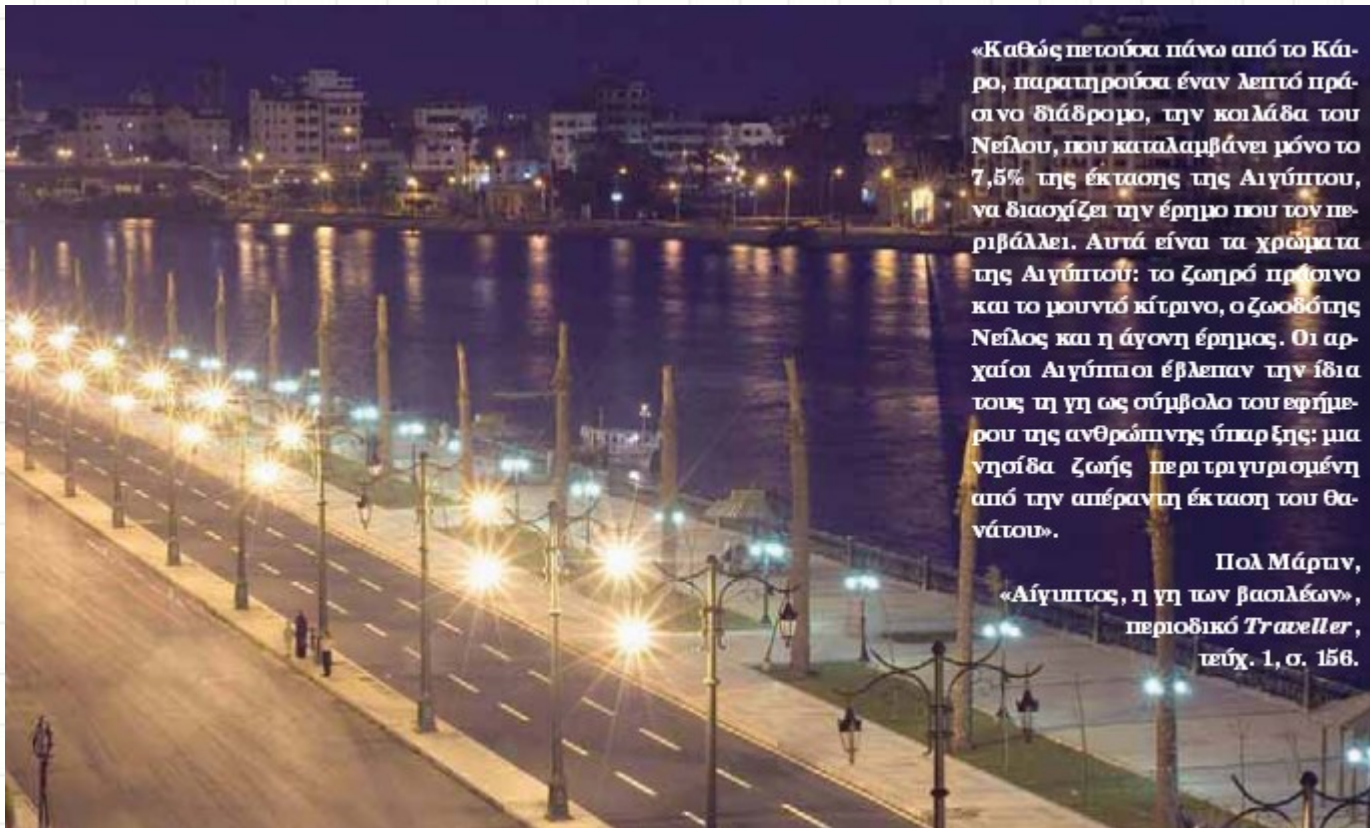 «Καθώς πετούσα πάνω από το Κάι-
ρο, παρατηρούσα έναν λεπτό πρά-
σινο διάδρομο, την κοιλάδα του
Νείλου, που καταλαμβάνει μόνο το
7,5% της έκτασης της Αιγύπτου,
να διασχίζει την έρημο που τον πε-
ριβάλλει. Αυτά είναι τα χρώματα
της Αιγύπτου: το ζωηρό πράσινο
και το μουντό κίτρινο, ο ζωοδότης
Νείλος και η άγονη έρημος. Οι αρ-
χαίοι Αιγύπτιοι έβλεπαν την ίδια
τους τη γη ως σύμβολο του εφήμε-
ρου της ανθρώπινης ύπαρξης: μια
νησίδα ζωής περιτριγυρισμένη
από την απέραντη έκταση του θα-
νάτου».
Πολ Μάρτιν,
«Αίγυπτος, η γη των βασιλέων»,
περιοδικό Traveller,
τεύχ. 1, σ. 156.